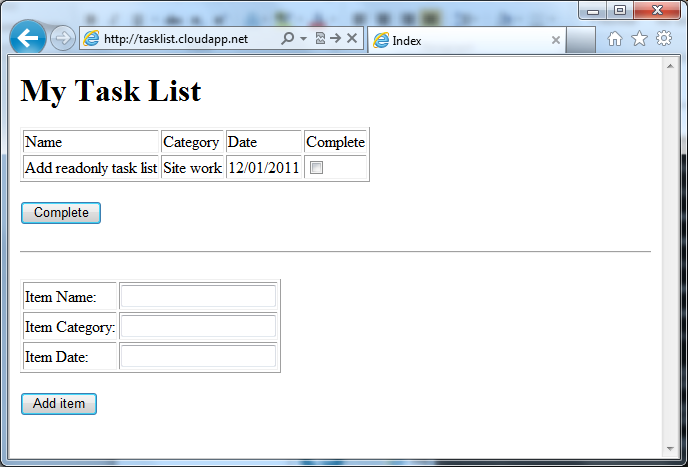 http://tasklist.cloudapp.net
Index
My Task List
Name Category Date Complete
Add readonly task list Site work 12/01/2011
Complete
Item Name:
Item Category:
Item Date:
Add item